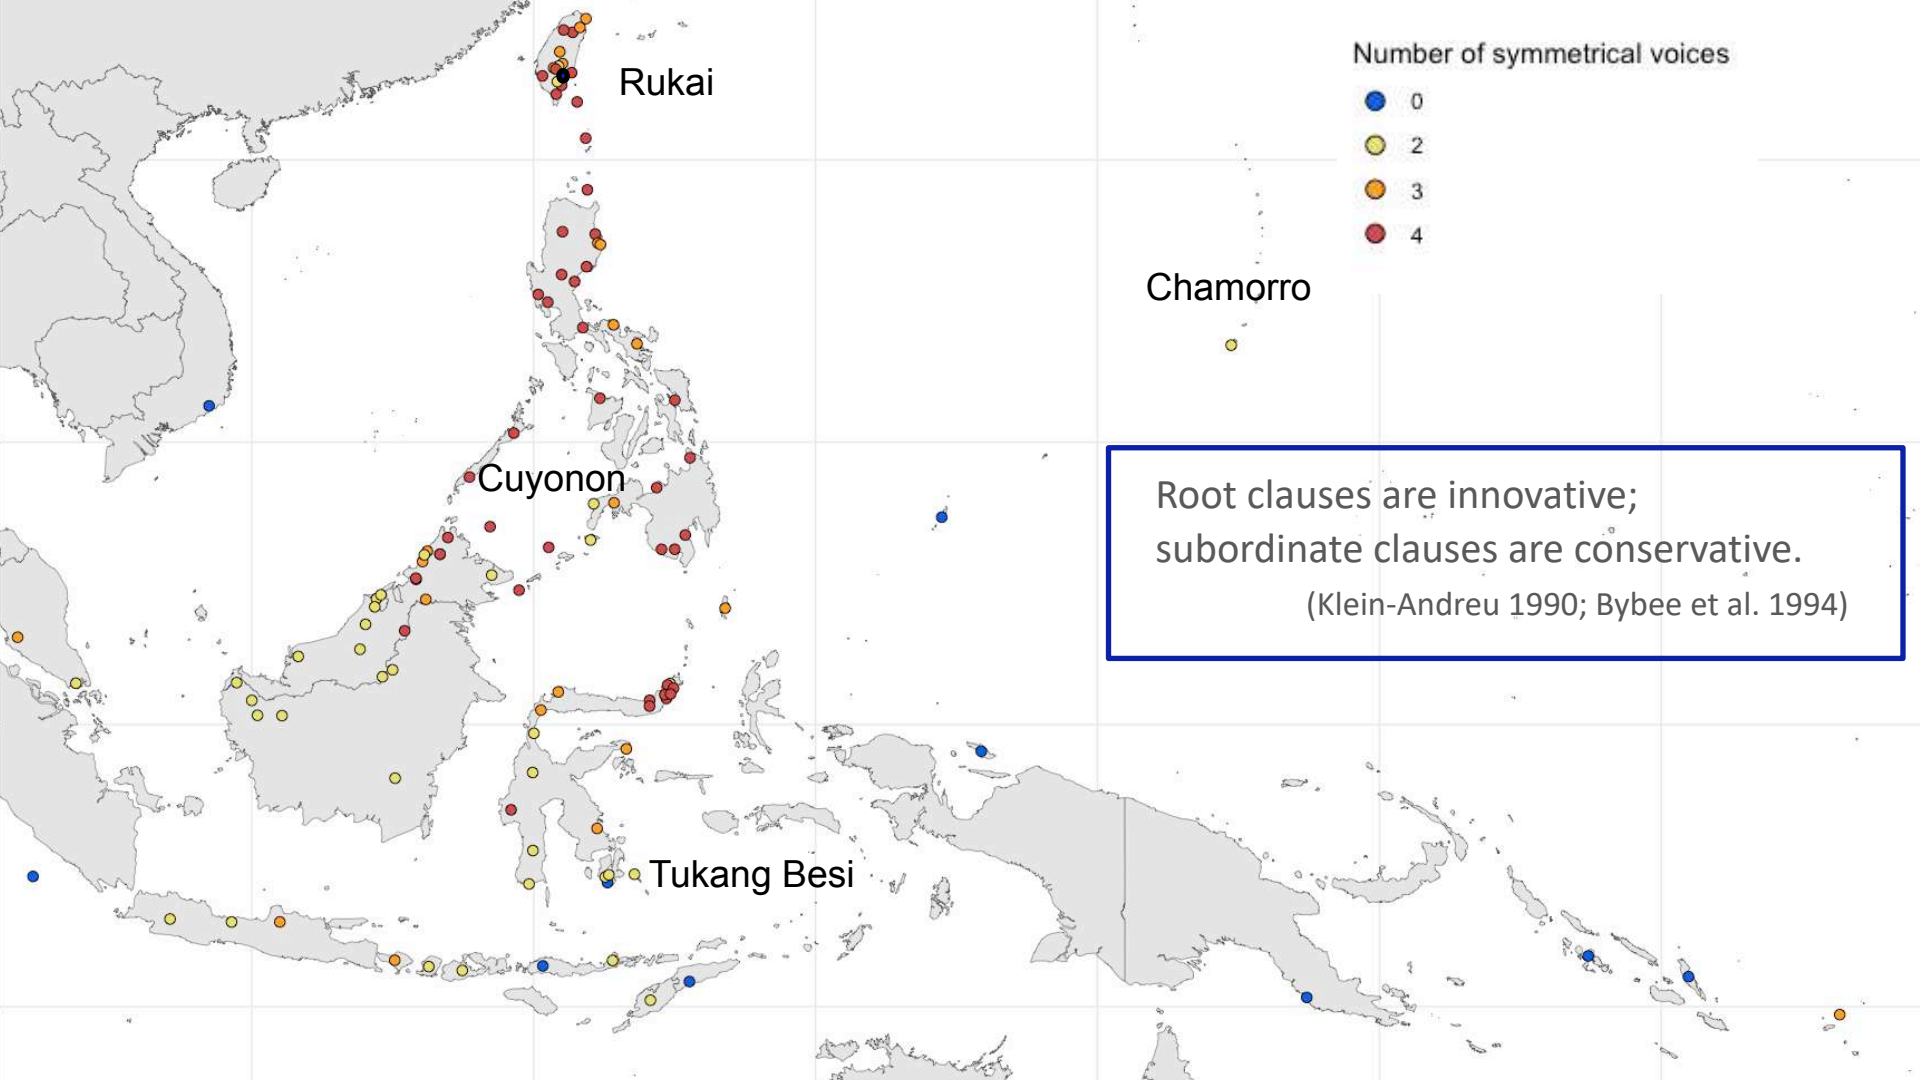 Rukai
Number of symmetrical voices
0
2
3
4
Chamorro
Cuyonon
Root clauses are innovative;
subordinate clauses are conservative.
(Klein-Andreu 1990; Bybee et al. 1994)
Tukang Besi